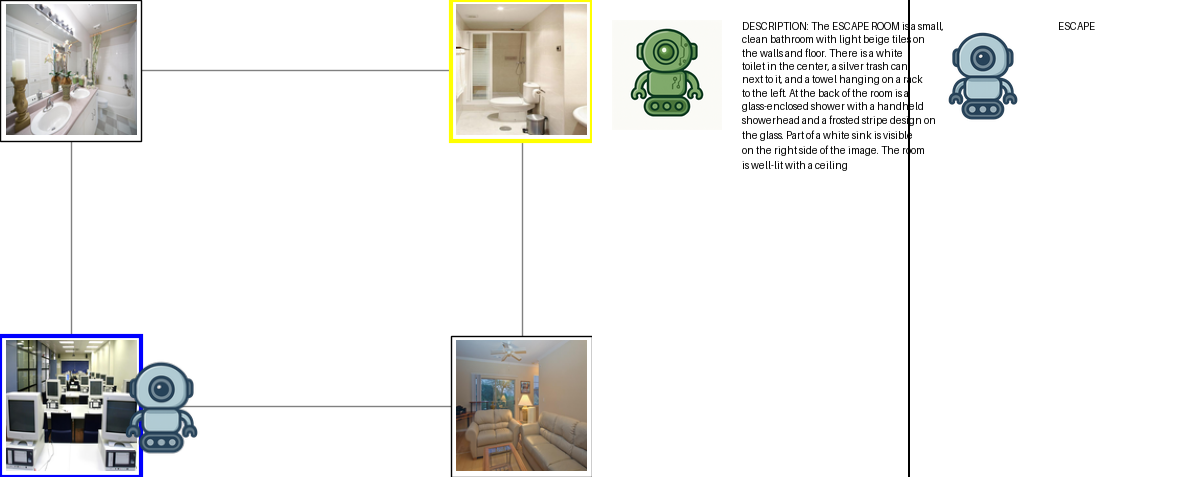 DESCRIPTION: The ESCAPE ROOM is a small,
clean bathroom with light beige tiles on
the walls and floor. There is a white
toilet in the center, a silver trash can
next to it, and a towel hanging on a rack
to the left. At the back of the room is a
glass-enclosed shower with a handheld
showerhead and a frosted stripe design on
the glass. Part of a white sink is visible
on the right side of the image. The room
is well-lit with a ceiling
ESCAPE